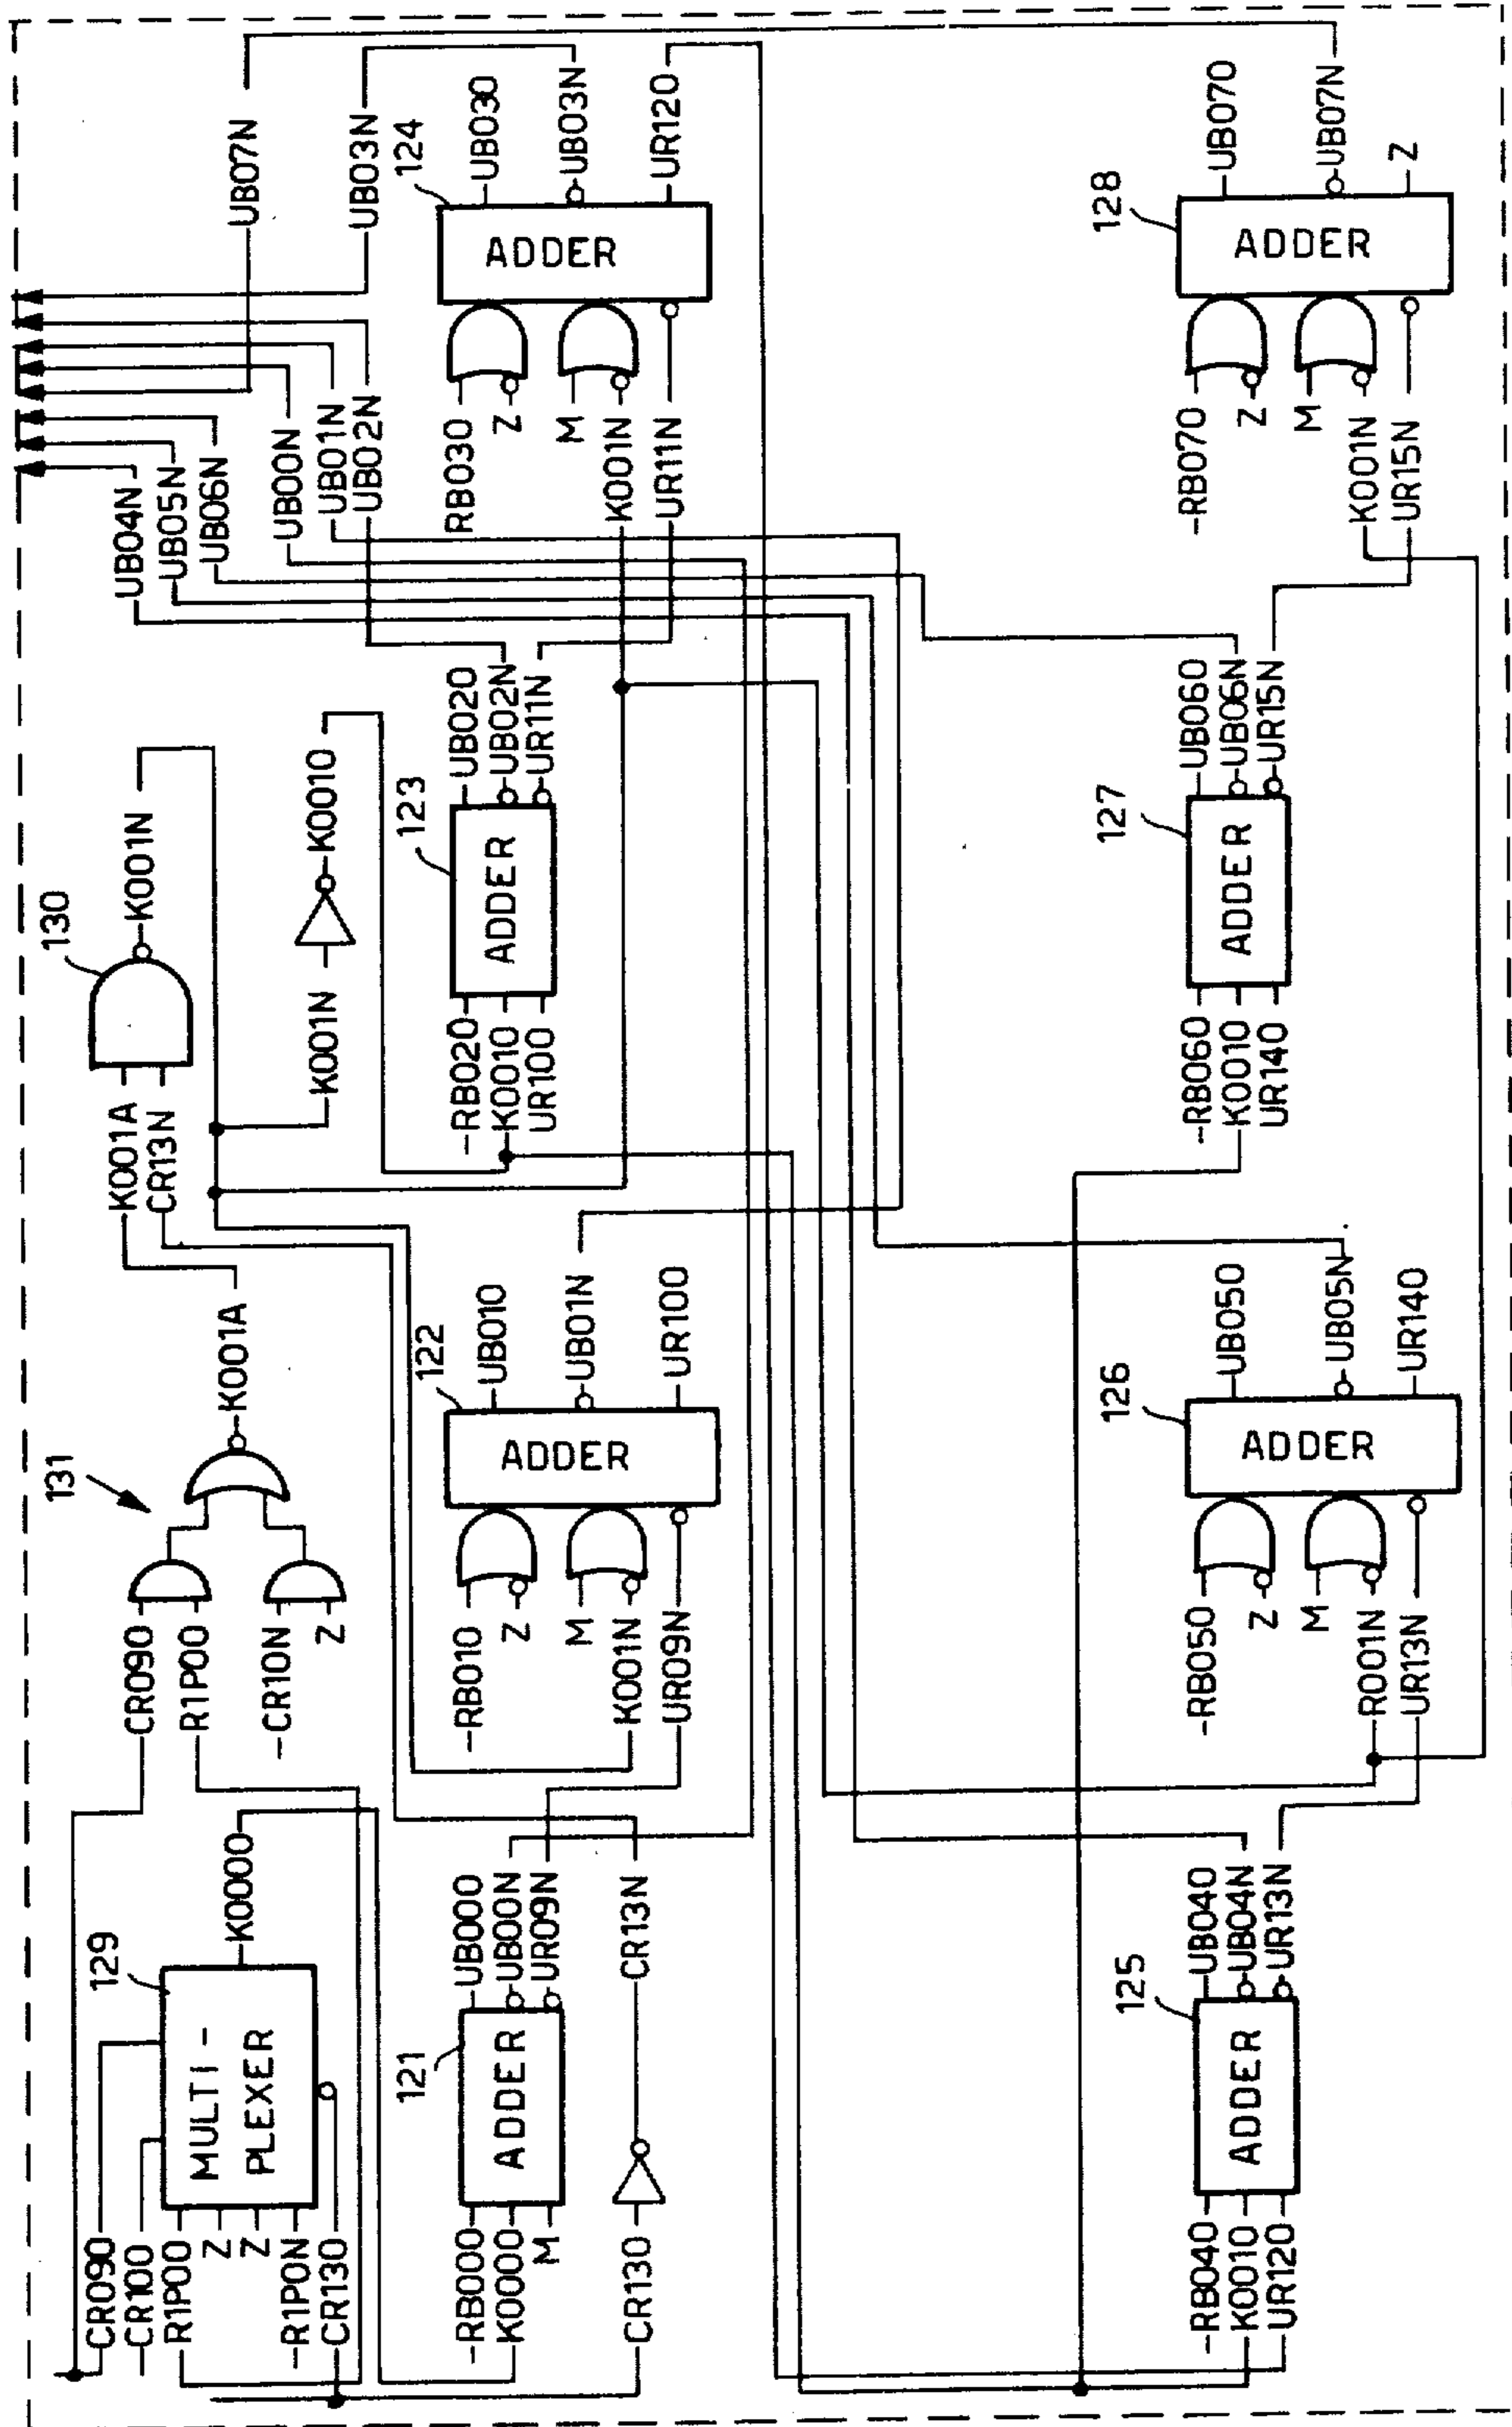 CR090
-CR100
R1P00
Z
Z
-R1P0N
CR130
MULTI-
PLEXER
129
K0000
CR090
R1P00
-CR10N
Z
131
K001A
K001A
CR13N
130
K001N
K001N
K0010
UB04N
UB05N
UB06N
UB00N
UB01N
UB02N
UB07N
UB03N
-RB000
K0000
M
121
ADDER
UB000
UB00N
UR09N
CR130
CR13N
-RB010
Z
M
K001N
UR09N
122
ADDER
UB010
UB01N
UR100
-RB020
K0010
UR100
123
ADDER
UB020
UB02N
UR11N
RB030
Z
M
K001N
UR11N
124
ADDER
UB030
UB03N
UR120
-RB040
K0010
UR120
125
ADDER
UB040
UB04N
UR13N
-RB050
Z
M
R001N
UR13N
126
ADDER
UB050
UB05N
UR140
-RB060
K0010
UR140
127
ADDER
UB060
UB06N
UR15N
-RB070
Z
M
K001N
UR15N
128
ADDER
UB070
UB07N
Z